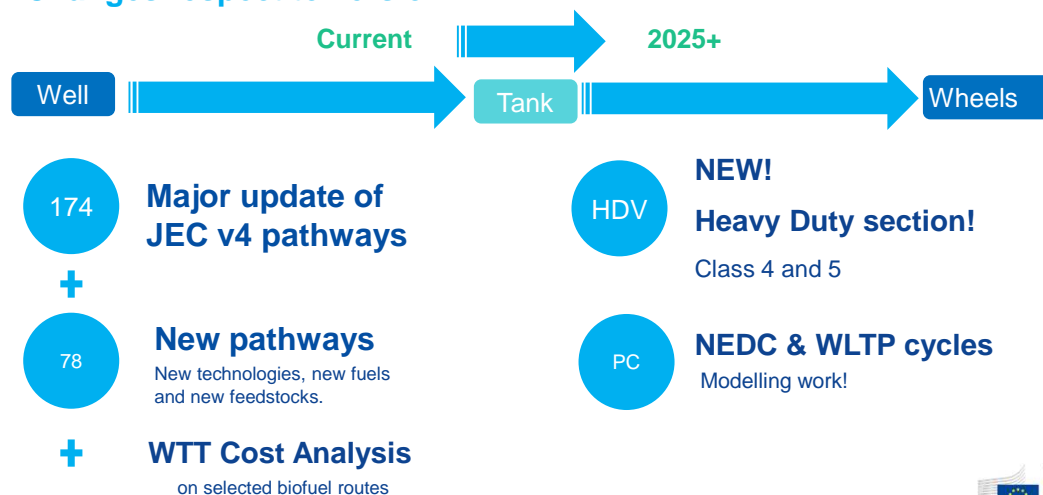 Current
2025+
Well
Tank
Wheels
174
Major update of
JEC v4 pathways
78
New pathways
New technologies, new fuels
and new feedstocks.
WTT Cost Analysis
on selected biofuel routes
HDV
NEW!
Heavy Duty section!
Class 4 and 5
PC
NEDC & WLTP cycles
Modelling work!